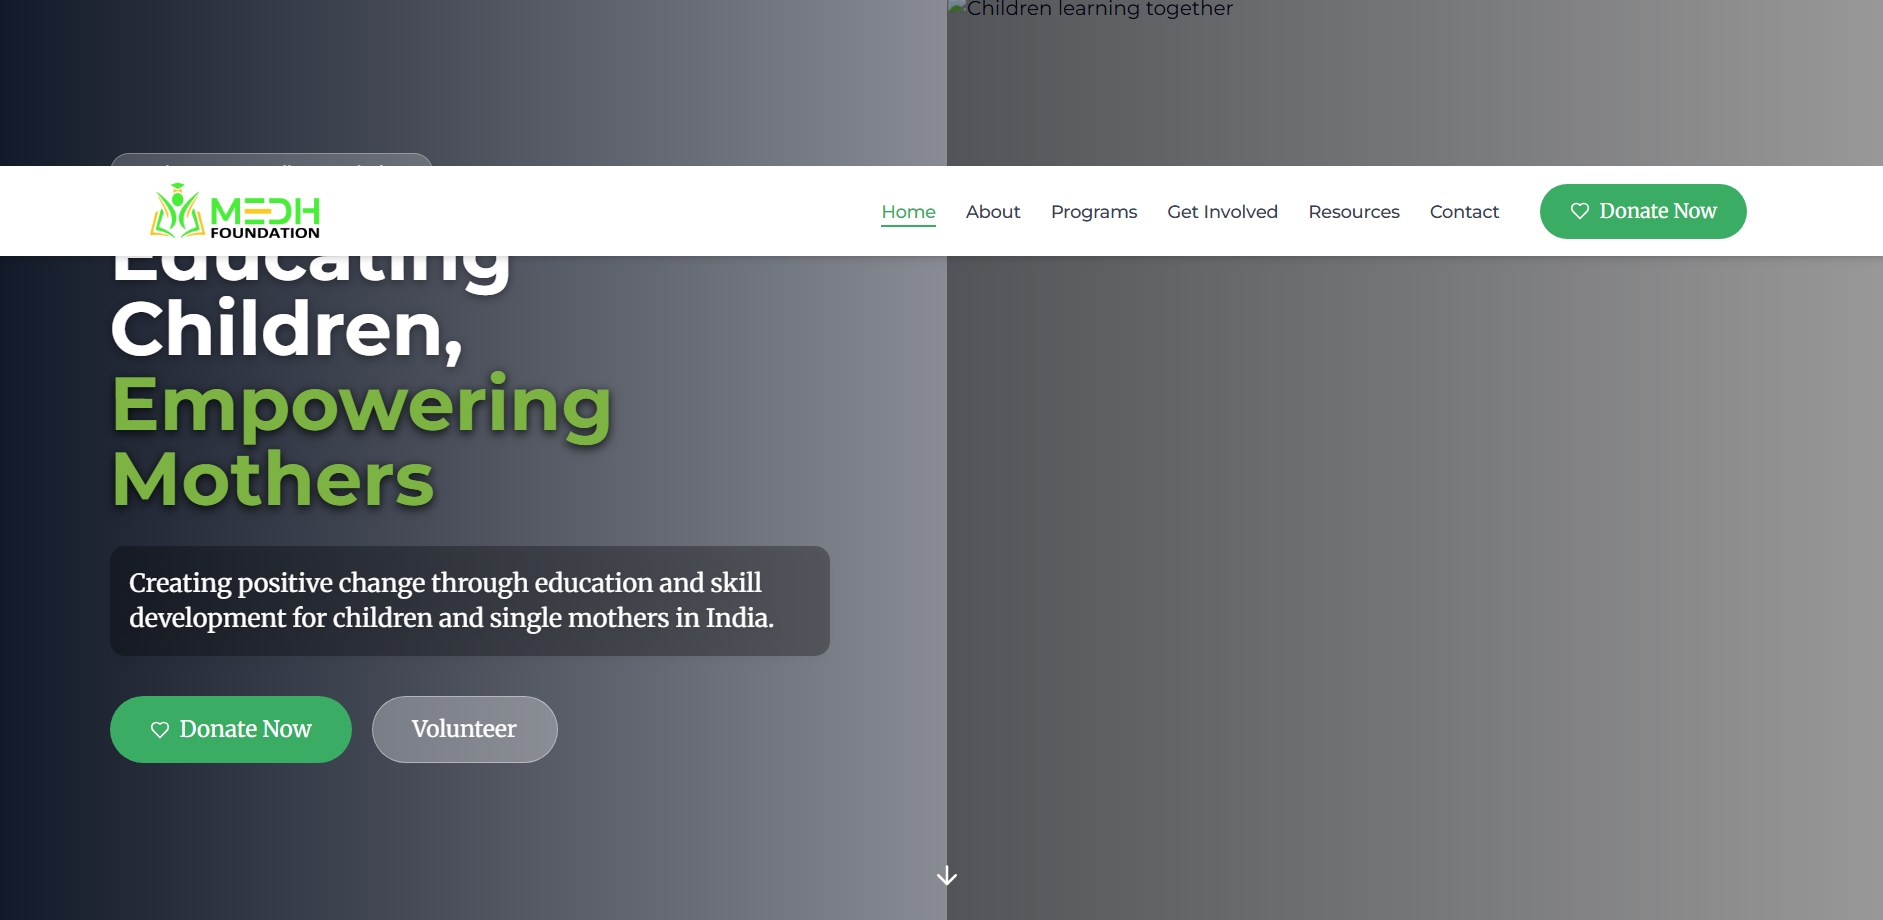 Children learning together
MEDH
FOUNDATION
Home About Programs Get Involved Resources Contact Donate Now
Educating
Children,
Empowering
Mothers
Creating positive change through education and skill
development for children and single mothers in India.
Donate Now Volunteer